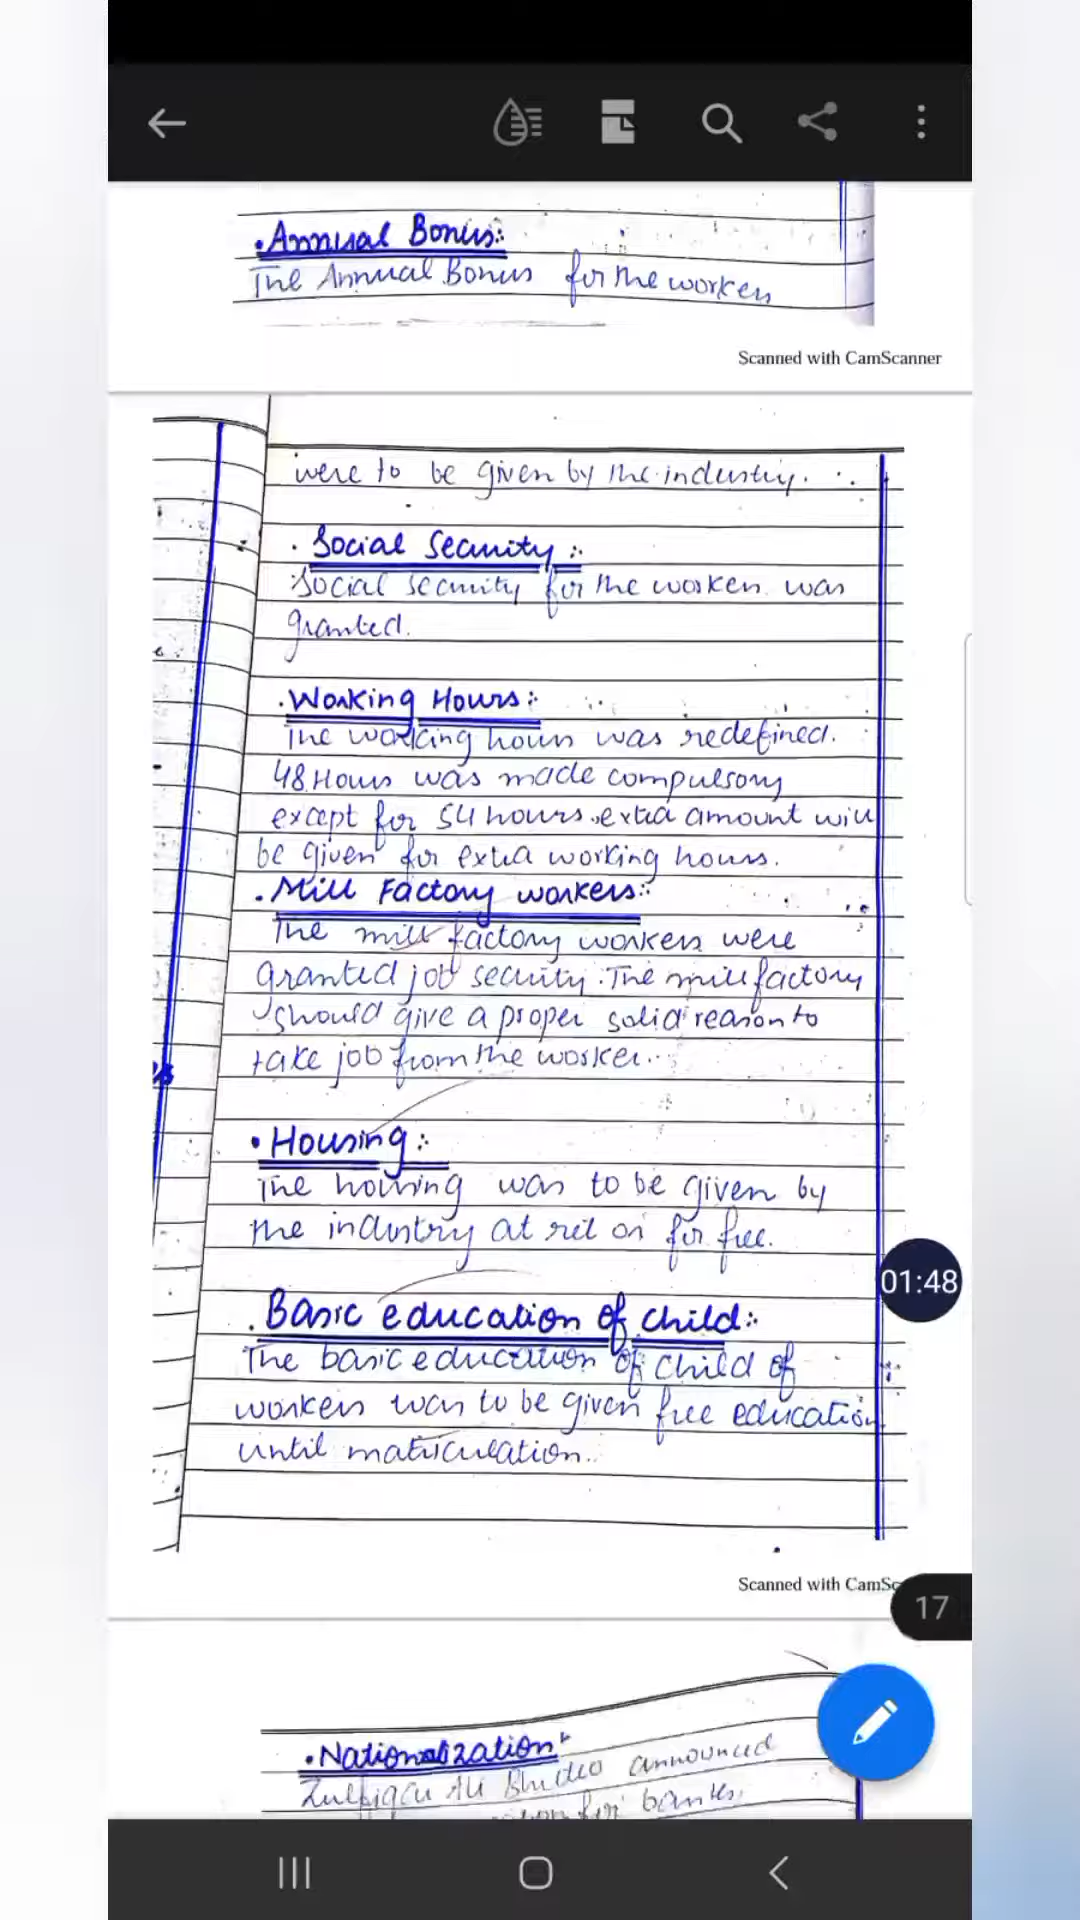 • Annual Bonus:
The Annual Bonus for the workers
Scanned with CamScanner
were to be given by the industry.
• Social Security :
Social security for the workers was
granted.
• Working Hours:
The working hours was redefined.
48 Hours was made compulsory
except for 54 hours. extra amount will
be given for extra working hours.
• Mill Factory workers:
The mill factory workers were
granted job security. The mill factory
should give a proper solid reason to
take job from the worker.
• Housing:
The housing was to be given by
the industry at ret or for free.
01:48
• Basic education of child:
The basic education of child of
workers was to be given free education
until matriculation.
Scanned with CamSc
17
• Nationalization
Zulfiqar Ali Bhutto announced
for banks.